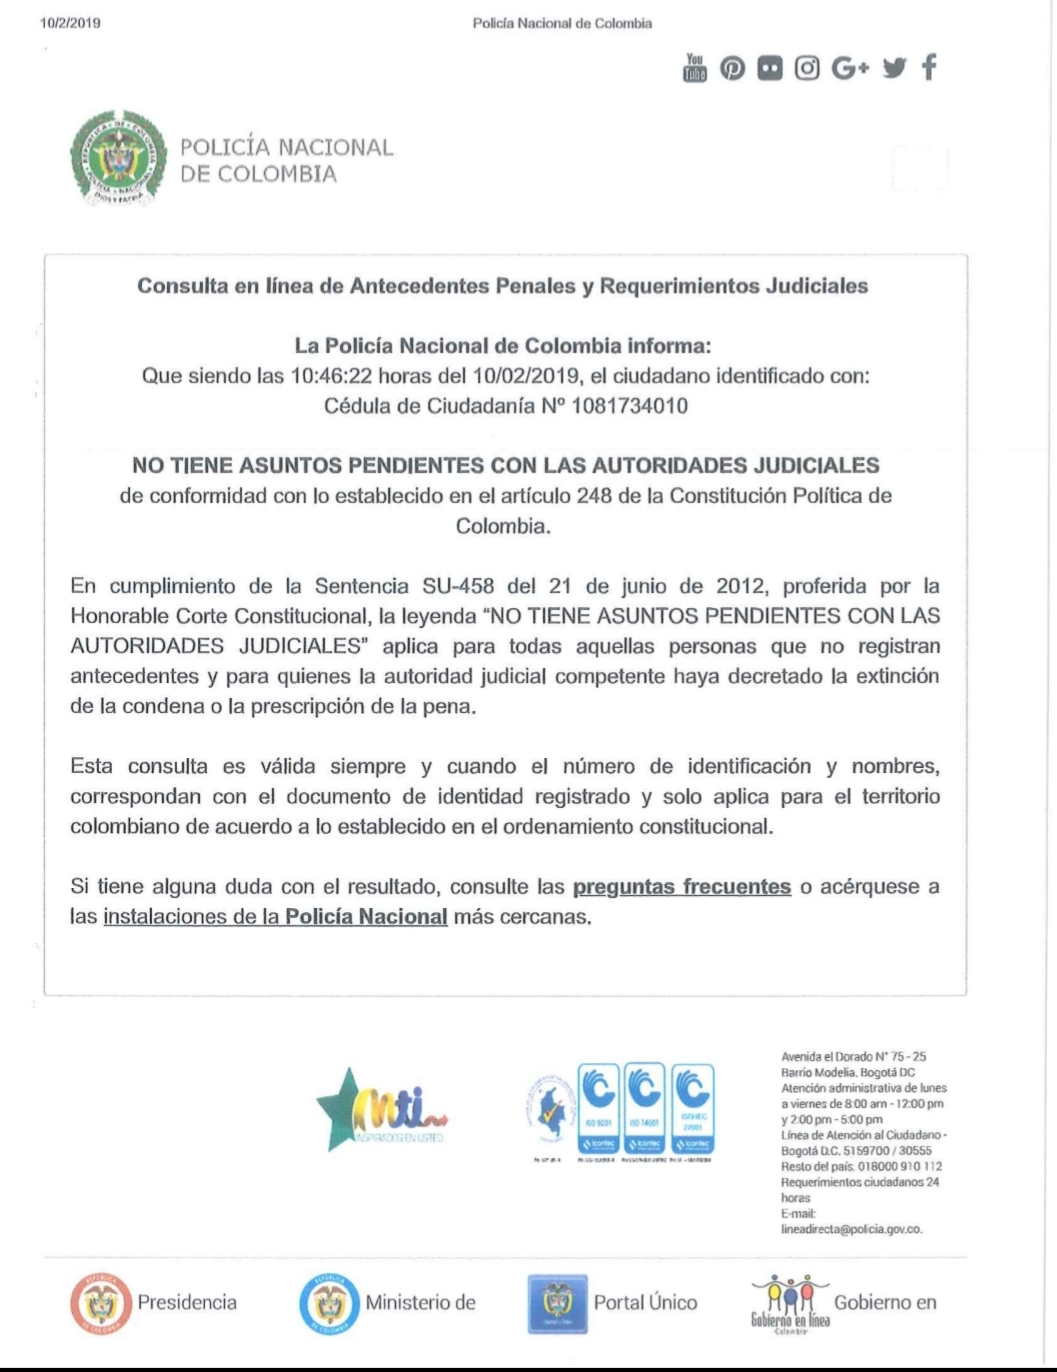 10/2/2019
Policía Nacional de Colombia
You
Tube
G+
POLICÍA NACIONAL
DE COLOMBIA
Consulta en línea de Antecedentes Penales y Requerimientos Judiciales
La Policía Nacional de Colombia informa:
Que siendo las 10:46:22 horas del 10/02/2019, el ciudadano identificado con:
Cédula de Ciudadanía Nº 1081734010
NO TIENE ASUNTOS PENDIENTES CON LAS AUTORIDADES JUDICIALES
de conformidad con lo establecido en el artículo 248 de la Constitución Política de
Colombia.
En cumplimiento de la Sentencia SU-458 del 21 de junio de 2012, proferida por la
Honorable Corte Constitucional, la leyenda “NO TIENE ASUNTOS PENDIENTES CON LAS
AUTORIDADES JUDICIALES” aplica para todas aquellas personas que no registran
antecedentes y para quienes la autoridad judicial competente haya decretado la extinción
de la condena o la prescripción de la pena.
Esta consulta es válida siempre y cuando el número de identificación y nombres,
correspondan con el documento de identidad registrado y solo aplica para el territorio
colombiano de acuerdo a lo establecido en el ordenamiento constitucional.
Si tiene alguna duda con el resultado, consulte las preguntas frecuentes o acérquese a
las instalaciones de la Policía Nacional más cercanas.
INSPIRADOS EN USTED
ISO 9001
ISO 14001
icontec
icontec
icontec
Avenida el Dorado N° 75 - 25
Barrio Modelia, Bogotá DC
Atención administrativa de lunes
a viernes de 8:00 am - 12:00 pm
y 2:00 pm - 5:00 pm
Línea de Atención al Ciudadano -
Bogotá D.C. 5159700 / 30555
Resto del país: 018000 910 112
Requerimientos ciudadanos 24
horas
E-mail:
lineadirecta@policia.gov.co.
Presidencia
Ministerio de
Portal Único
Gobierno en línea
Colombia
Gobierno en